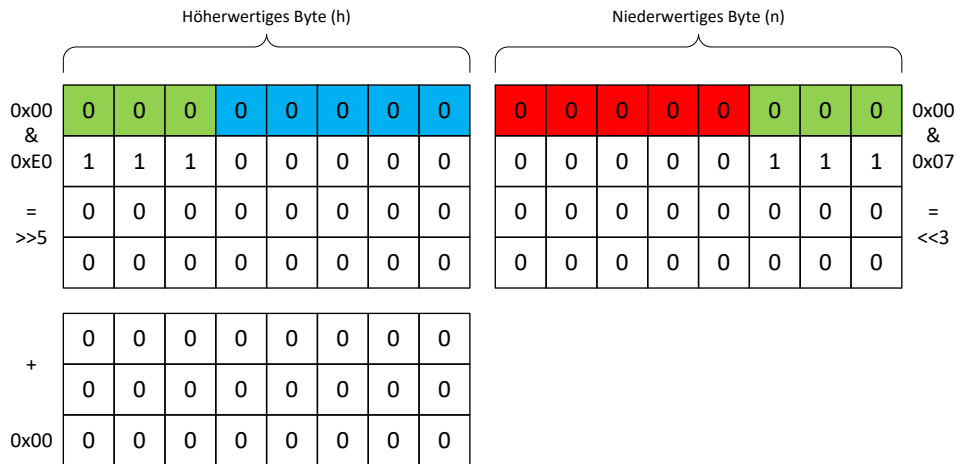 Höherwertiges Byte (h) Niederwertiges Byte (n)
0x00 0 0 0 0 0 0 0 0 0 0 0 0 0 0 0 0 0x00
& &
0xE0 1 1 1 0 0 0 0 0 0 0 0 0 0 1 1 1 0x07
= 0 0 0 0 0 0 0 0 0 0 0 0 0 0 0 0 =
>>5 <<3
0 0 0 0 0 0 0 0 0 0 0 0 0 0 0 0
0 0 0 0 0 0 0 0
+
0 0 0 0 0 0 0 0
0x00 0 0 0 0 0 0 0 0